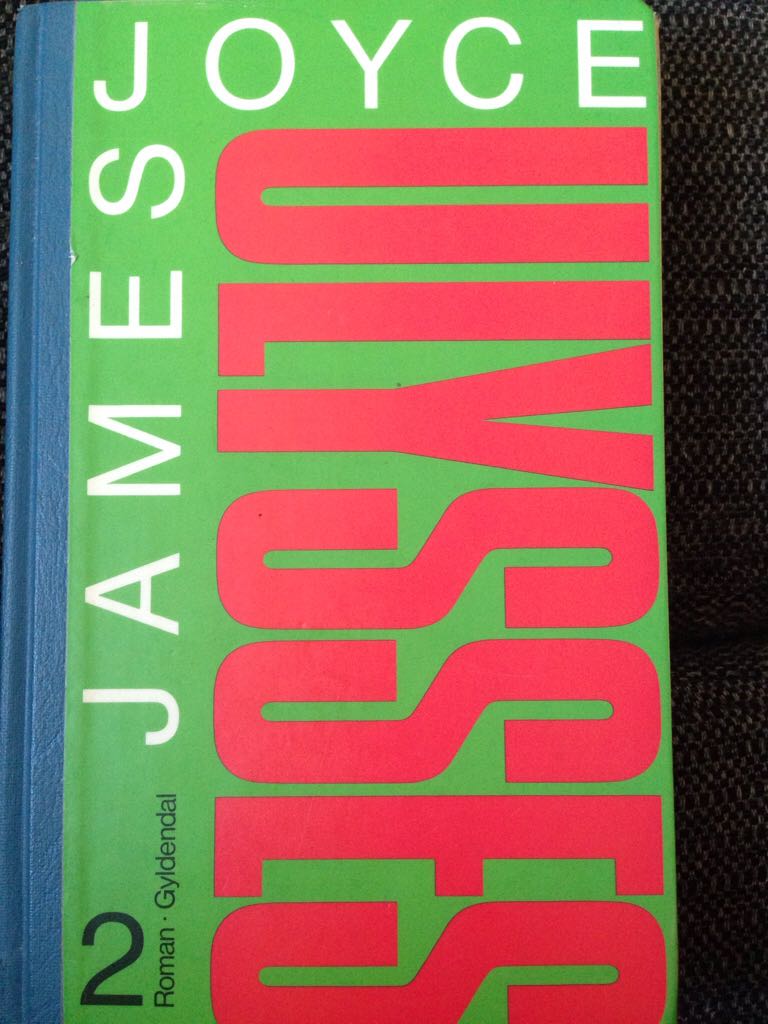 JAMES JOYCE
ULYSSES
2
Roman · Gyldendal